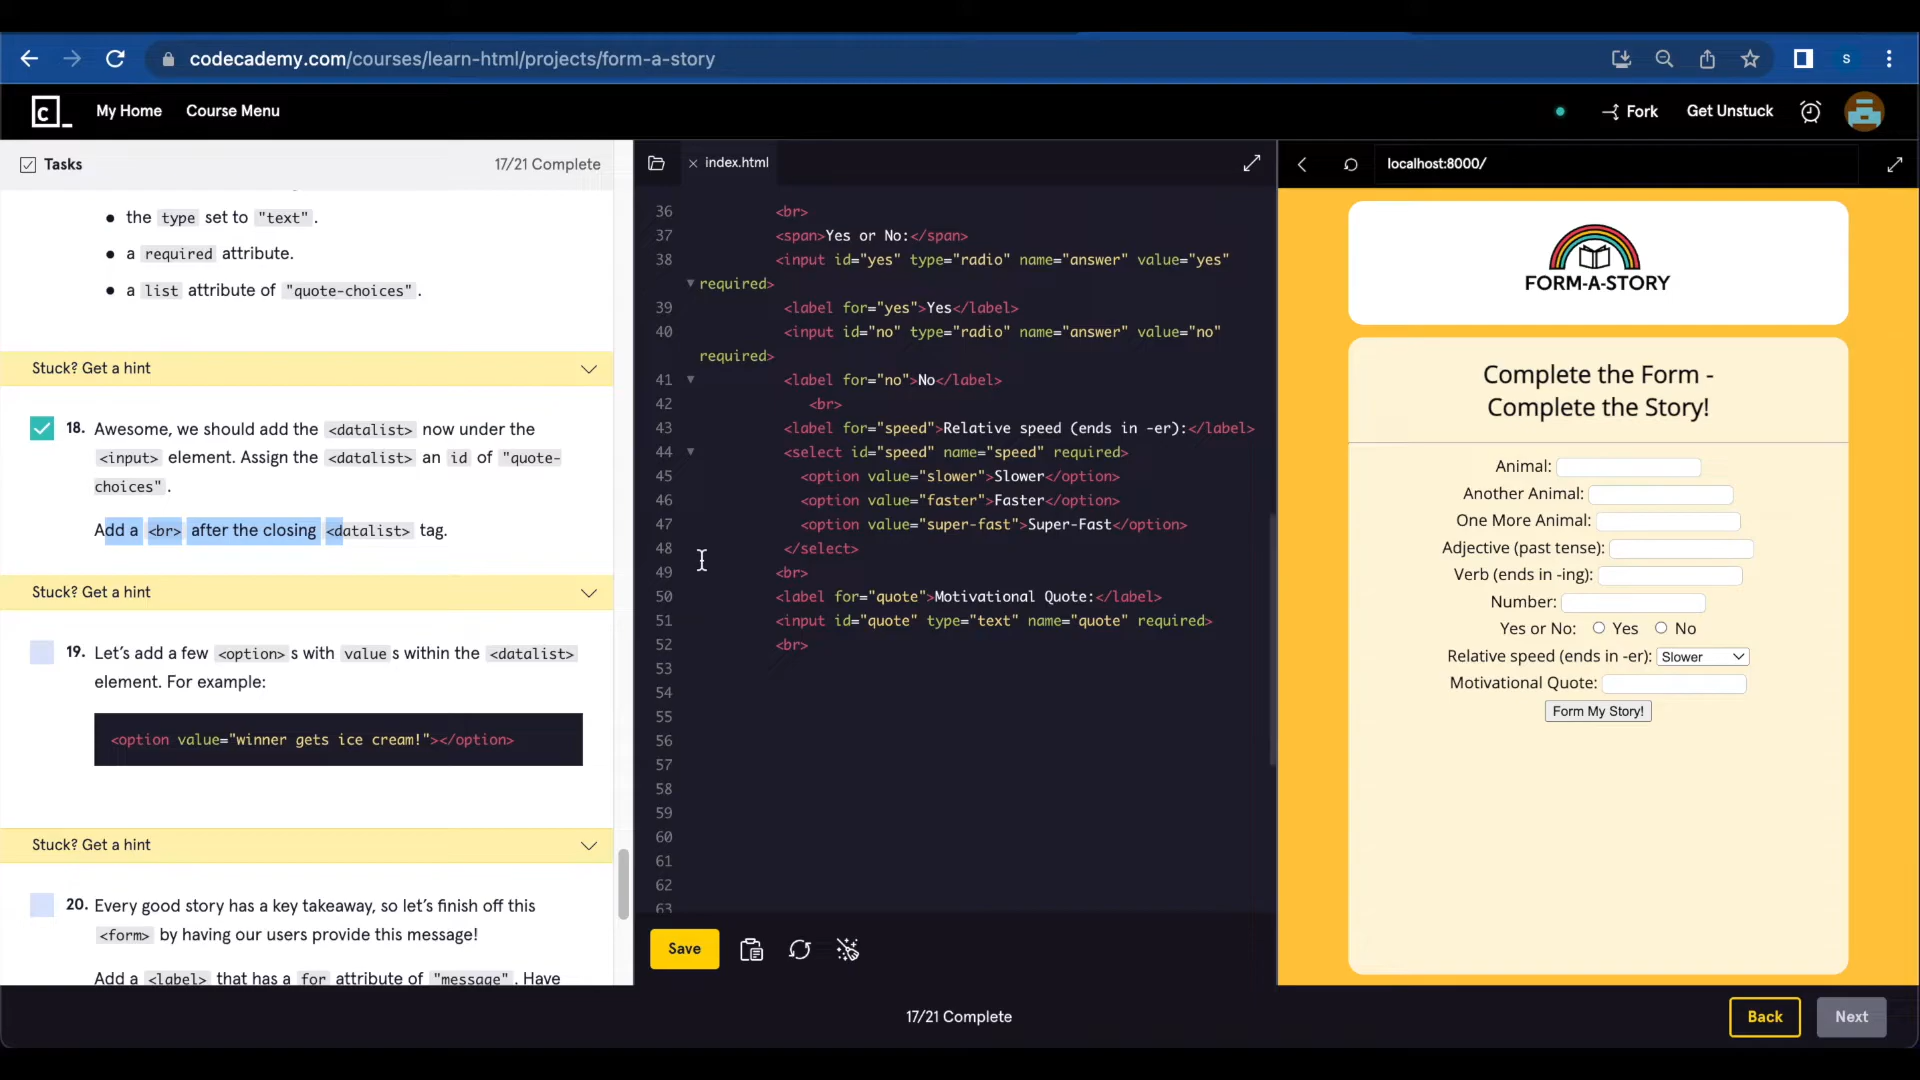 codecademy.com/courses/learn-html/projects/form-a-story
s
c
My Home
Course Menu
Fork
Get Unstuck
Tasks
17/21 Complete
the type set to "text".
a required attribute.
a list attribute of "quote-choices".
Stuck? Get a hint
18. Awesome, we should add the <datalist> now under the
<input> element. Assign the <datalist> an id of "quote-
choices".
Add a <br> after the closing <datalist> tag.
Stuck? Get a hint
19. Let's add a few <option>s with values within the <datalist>
element. For example:
<option value="winner gets ice cream!"></option>
Stuck? Get a hint
20. Every good story has a key takeaway, so let's finish off this
<form> by having our users provide this message!
Add a <label> that has a for attribute of "message". Have
index.html
36 <br>
37 <span>Yes or No:</span>
38 <input id="yes" type="radio" name="answer" value="yes"
required>
39 <label for="yes">Yes</label>
40 <input id="no" type="radio" name="answer" value="no"
required>
41 <label for="no">No</label>
42 <br>
43 <label for="speed">Relative speed (ends in -er):</label>
44 <select id="speed" name="speed" required>
45 <option value="slower">Slower</option>
46 <option value="faster">Faster</option>
47 <option value="super-fast">Super-Fast</option>
48 </select>
49 <br>
50 <label for="quote">Motivational Quote:</label>
51 <input id="quote" type="text" name="quote" required>
52 <br>
53
54
55
56
57
58
59
60
61
62
63
Save
localhost:8000/
FORM-A-STORY
Complete the Form -
Complete the Story!
Animal:
Another Animal:
One More Animal:
Adjective (past tense):
Verb (ends in -ing):
Number:
Yes or No: Yes No
Relative speed (ends in -er): Slower
Motivational Quote:
Form My Story!
17/21 Complete
Back
Next